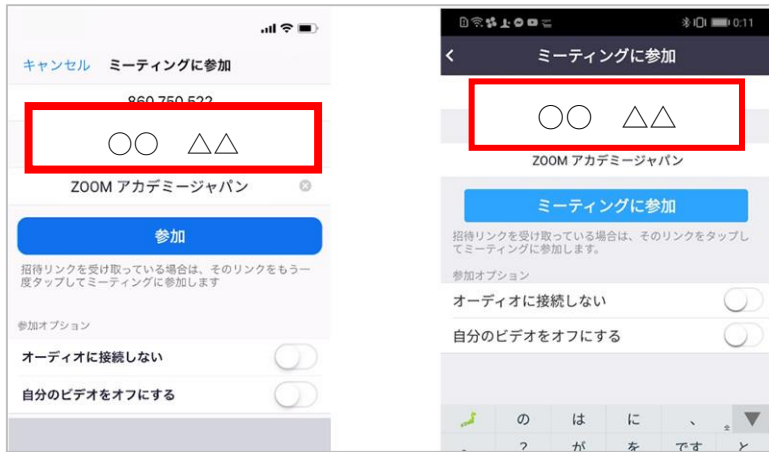 キャンセル ミーティングに参加
○○ △△
ZOOM アカデミージャパン
参加
招待リンクを受け取っている場合は、そのリンクをもう一
度タップしてミーティングに参加します
参加オプション
オーディオに接続しない
自分のビデオをオフにする
0:11
ミーティングに参加
○○ △△
ZOOM アカデミージャパン
ミーティングに参加
招待リンクを受け取っている場合は、そのリンクをタップし
てミーティングに参加します。
参加オプション
オーディオに接続しない
自分のビデオをオフにする
の は に 、
? が を です と